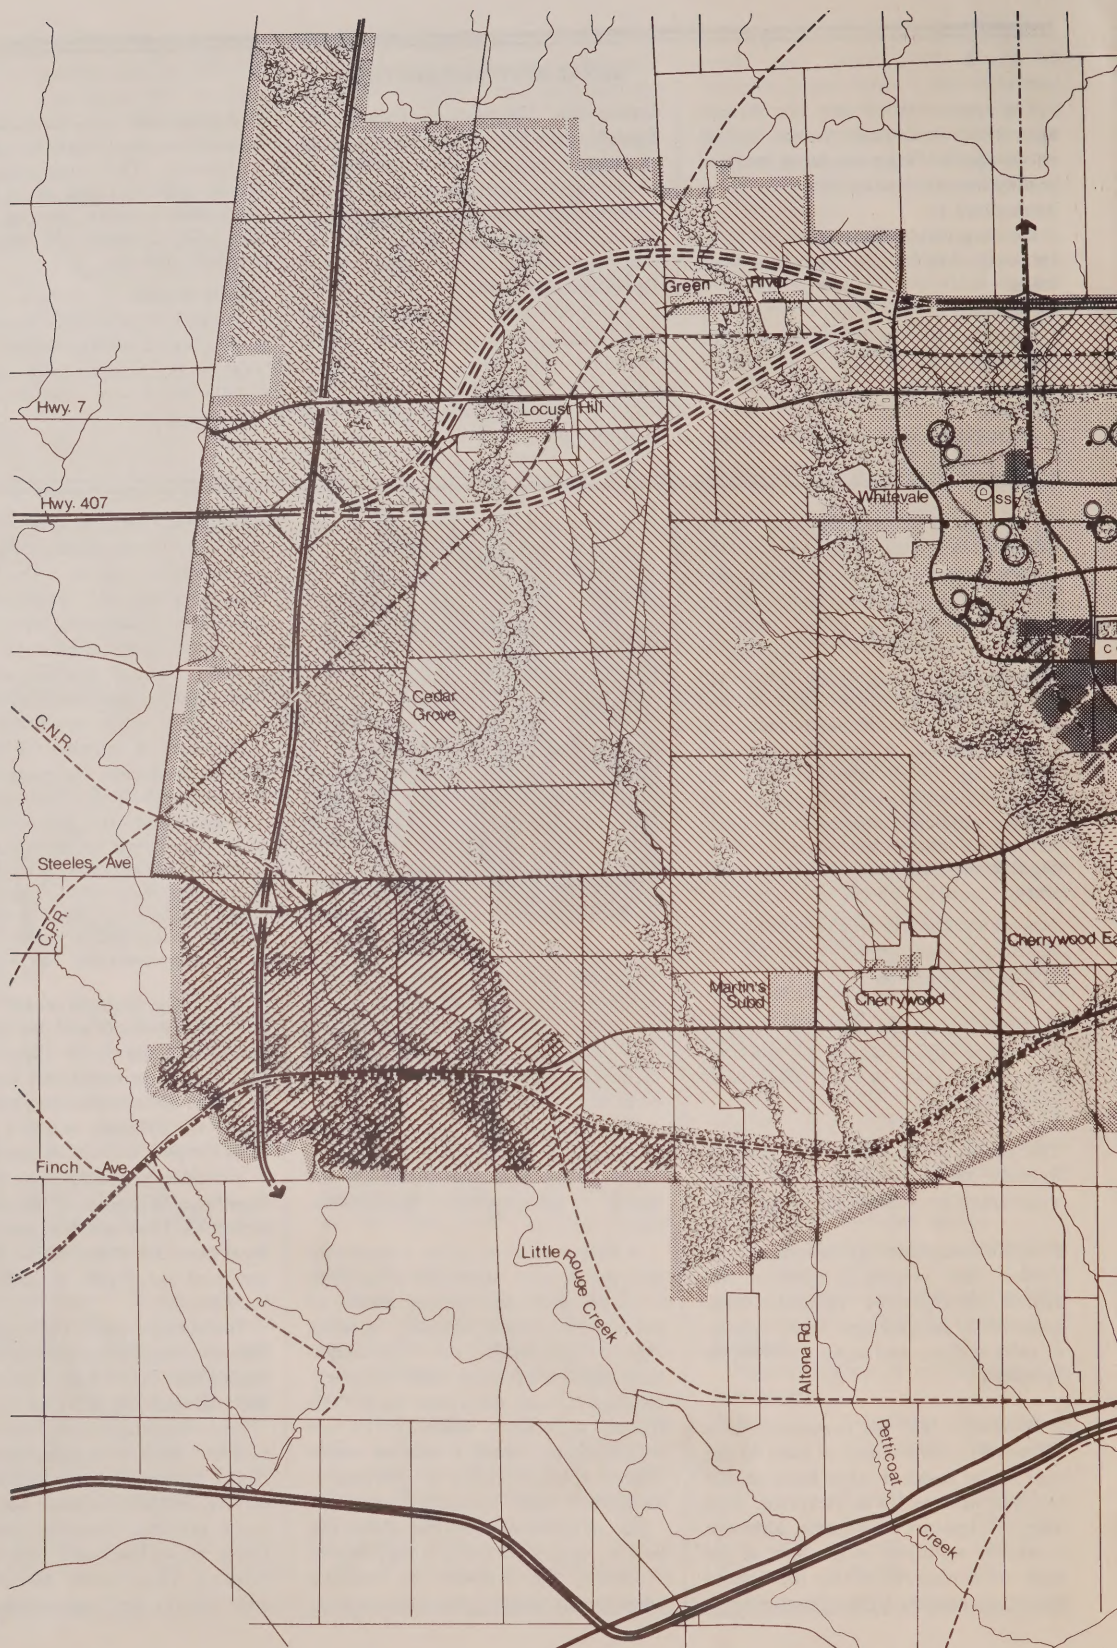 Green River
Hwy. 7
Locust Hill
Hwy. 407
Whitevale
SS
Cedar
Grove
C.N.R.
Steeles Ave
C.P.R.
Cherrywood
Martin's
Subd
Cherrywood
Finch Ave.
Little Rouge Creek
Altona Rd.
Petticoat
Creek